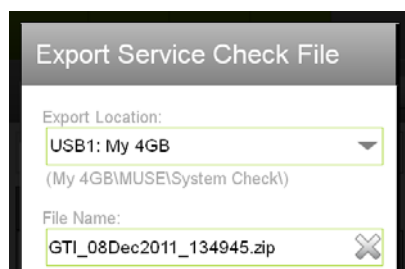 Export Service Check File
Export Location:
USB1: My 4GB
(My 4GB\MUSE\System Check\)
File Name:
GTI_08Dec2011_134945.zip